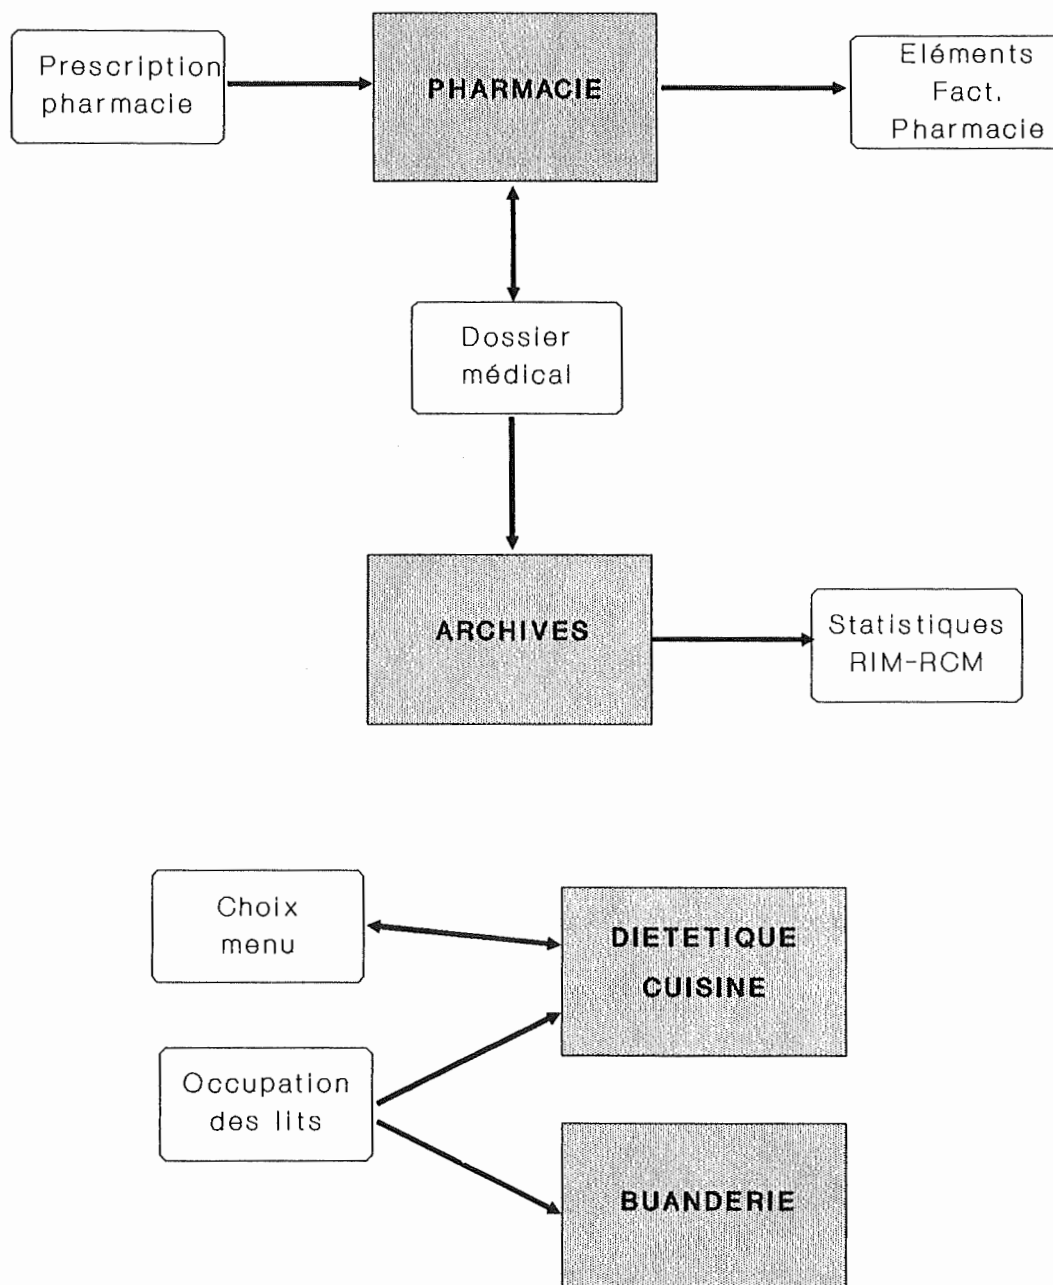 Prescription
pharmacie
PHARMACIE
Eléments
Fact.
Pharmacie
Dossier
médical
ARCHIVES
Statistiques
RIM-RCM
Choix
menu
DIETETIQUE
CUISINE
Occupation
des lits
BUANDERIE